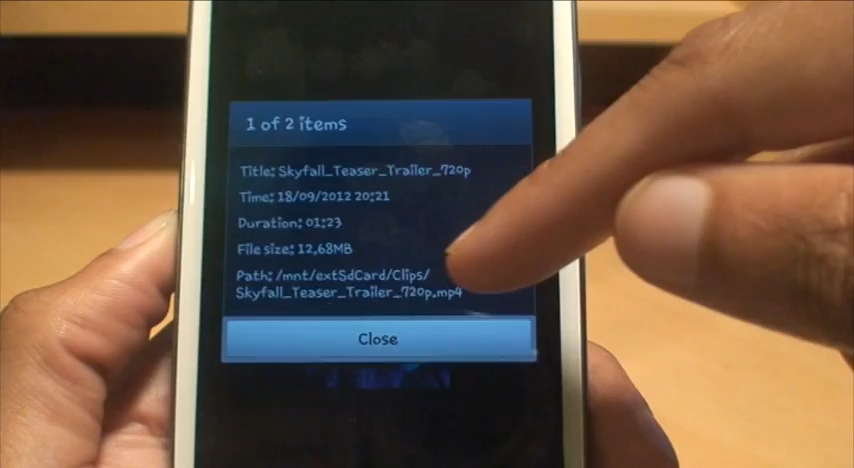 1 of 2 items
Title: Skyfall_Teaser_Trailer_720p
Time: 18/09/2012 20:21
Duration: 01:23
File size: 12.68MB
Path: /mnt/extSdCard/Clips/
Skyfall_Teaser_Trailer_720p.mp4
Close